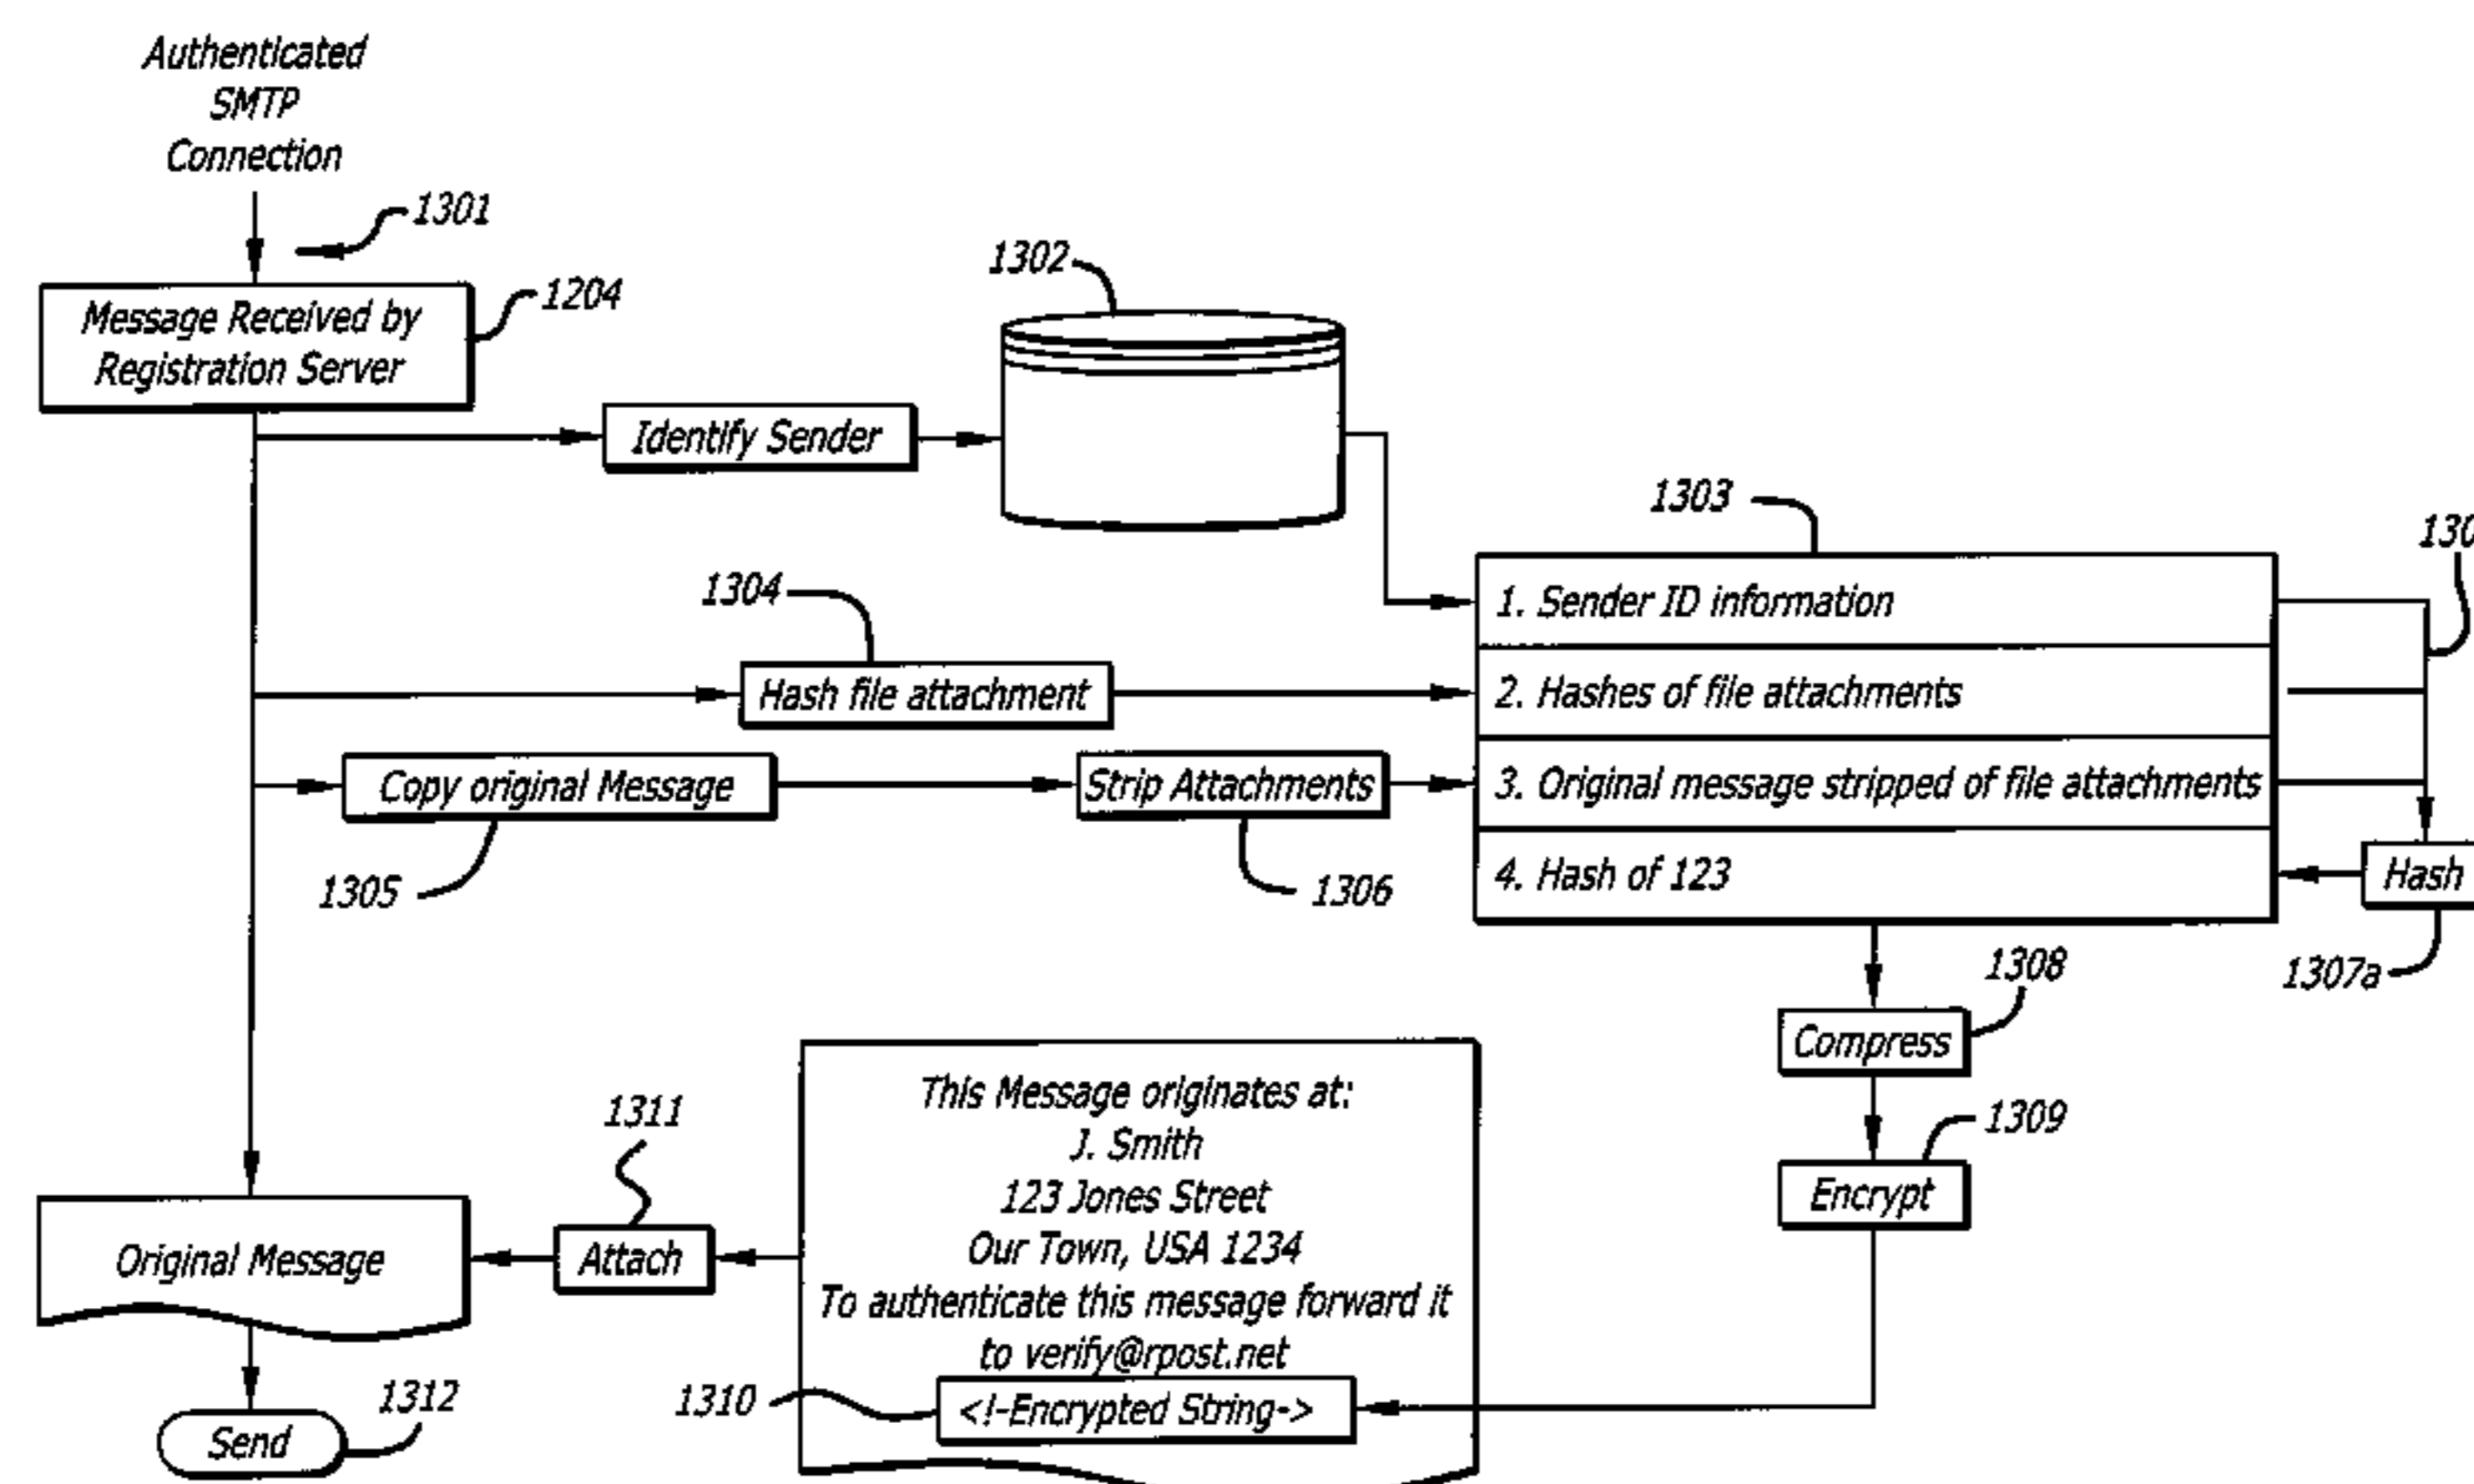 Authenticated
SMTP
Connection
1301
1204
Message Received by
Registration Server
1302
Identify Sender
1303
130
1304
1. Sender ID information
Hash file attachment
2. Hashes of file attachments
Copy original Message
Strip Attachments
3. Original message stripped of file attachments
4. Hash of 123
Hash
1305
1306
1307a
1308
Compress
This Message originates at:
J. Smith
123 Jones Street
Our Town, USA 1234
To authenticate this message forward it
to verify@rpost.net
1309
Encrypt
1311
Attach
Original Message
1310
<!-Encrypted String->
1312
Send